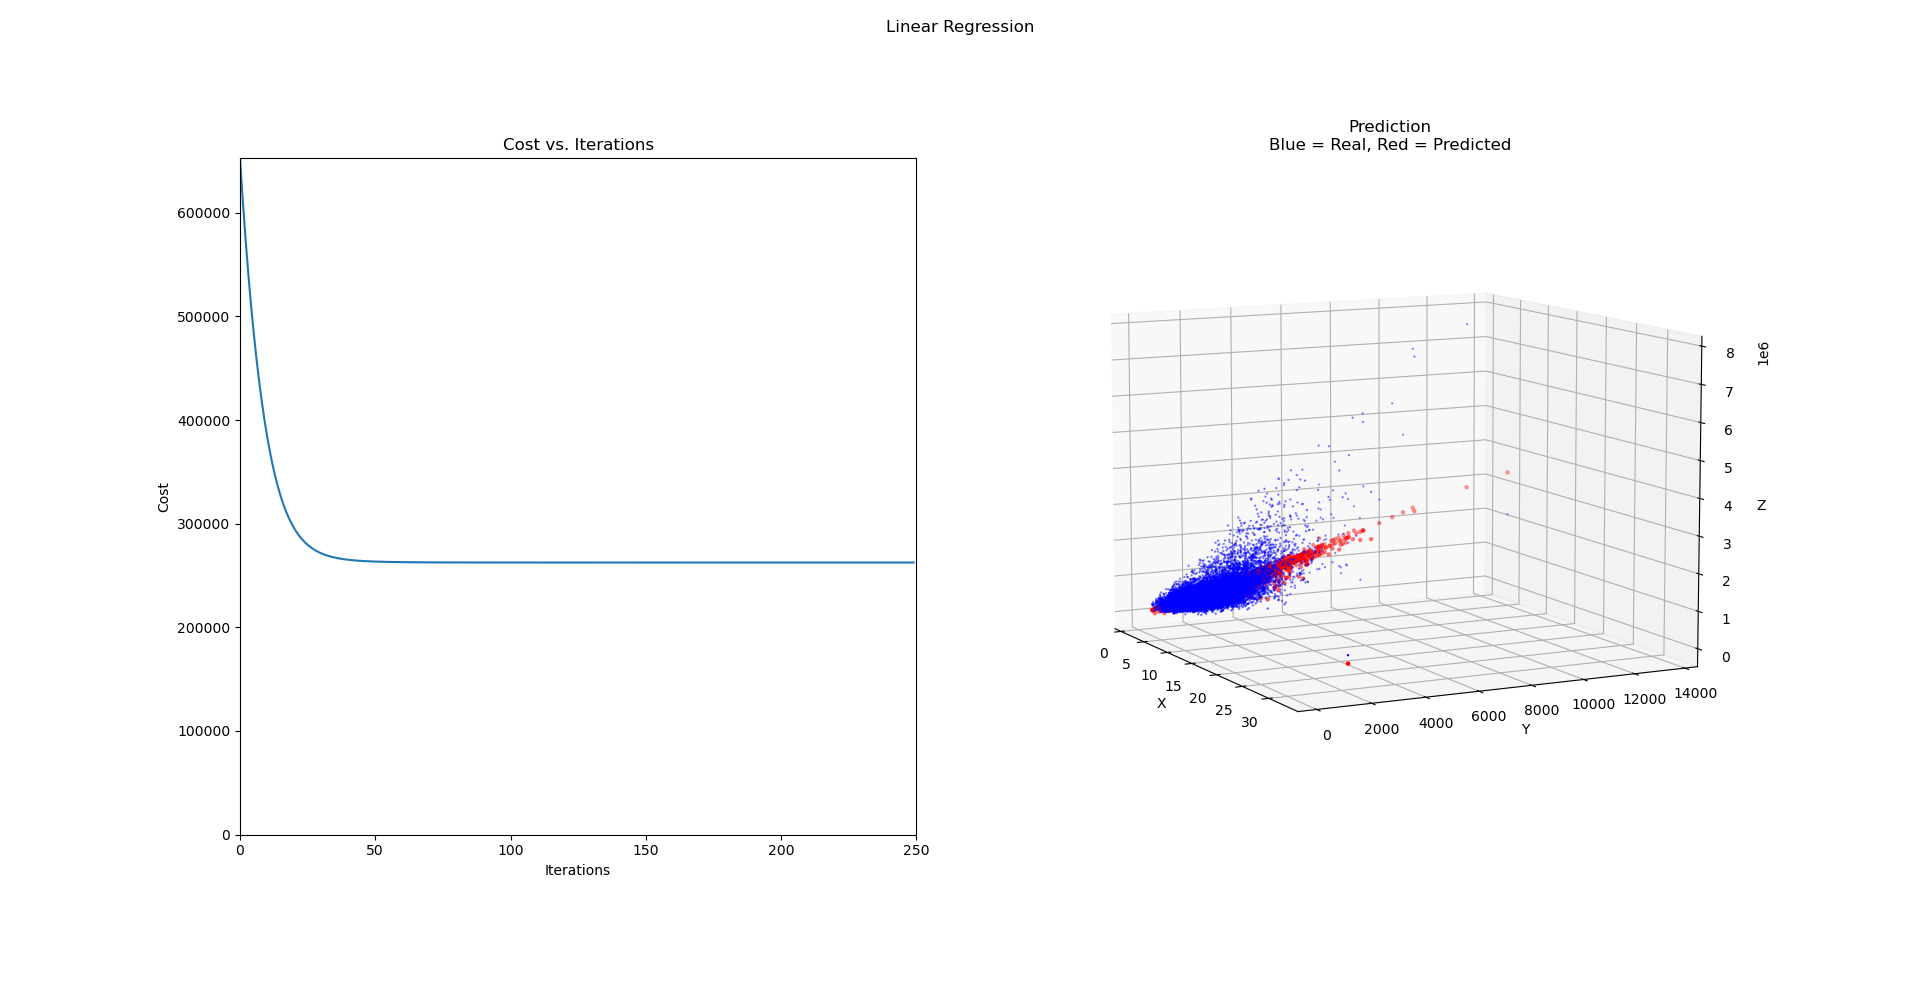 Linear Regression
Cost vs. Iterations
600000
500000
400000
300000
200000
100000
0
Cost
0 50 100 150 200 250
Iterations
Prediction
Blue = Real, Red = Predicted
1e6
8
7
6
5
4
3
2
1
0
Z
0 5 10 15 20 25 30
X
0 2000 4000 6000 8000 10000 12000 14000
Y